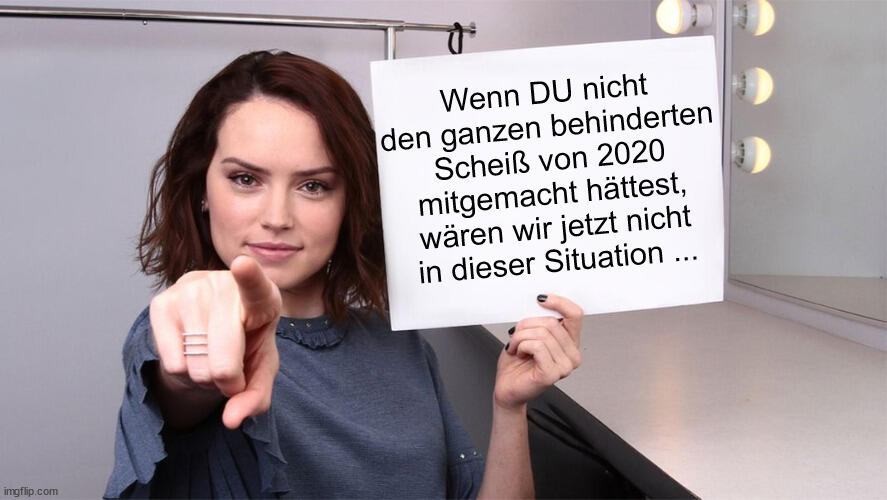 Wenn DU nicht
den ganzen behinderten
Scheiß von 2020
mitgemacht hättest,
wären wir jetzt nicht
in dieser Situation ...
imgflip.com